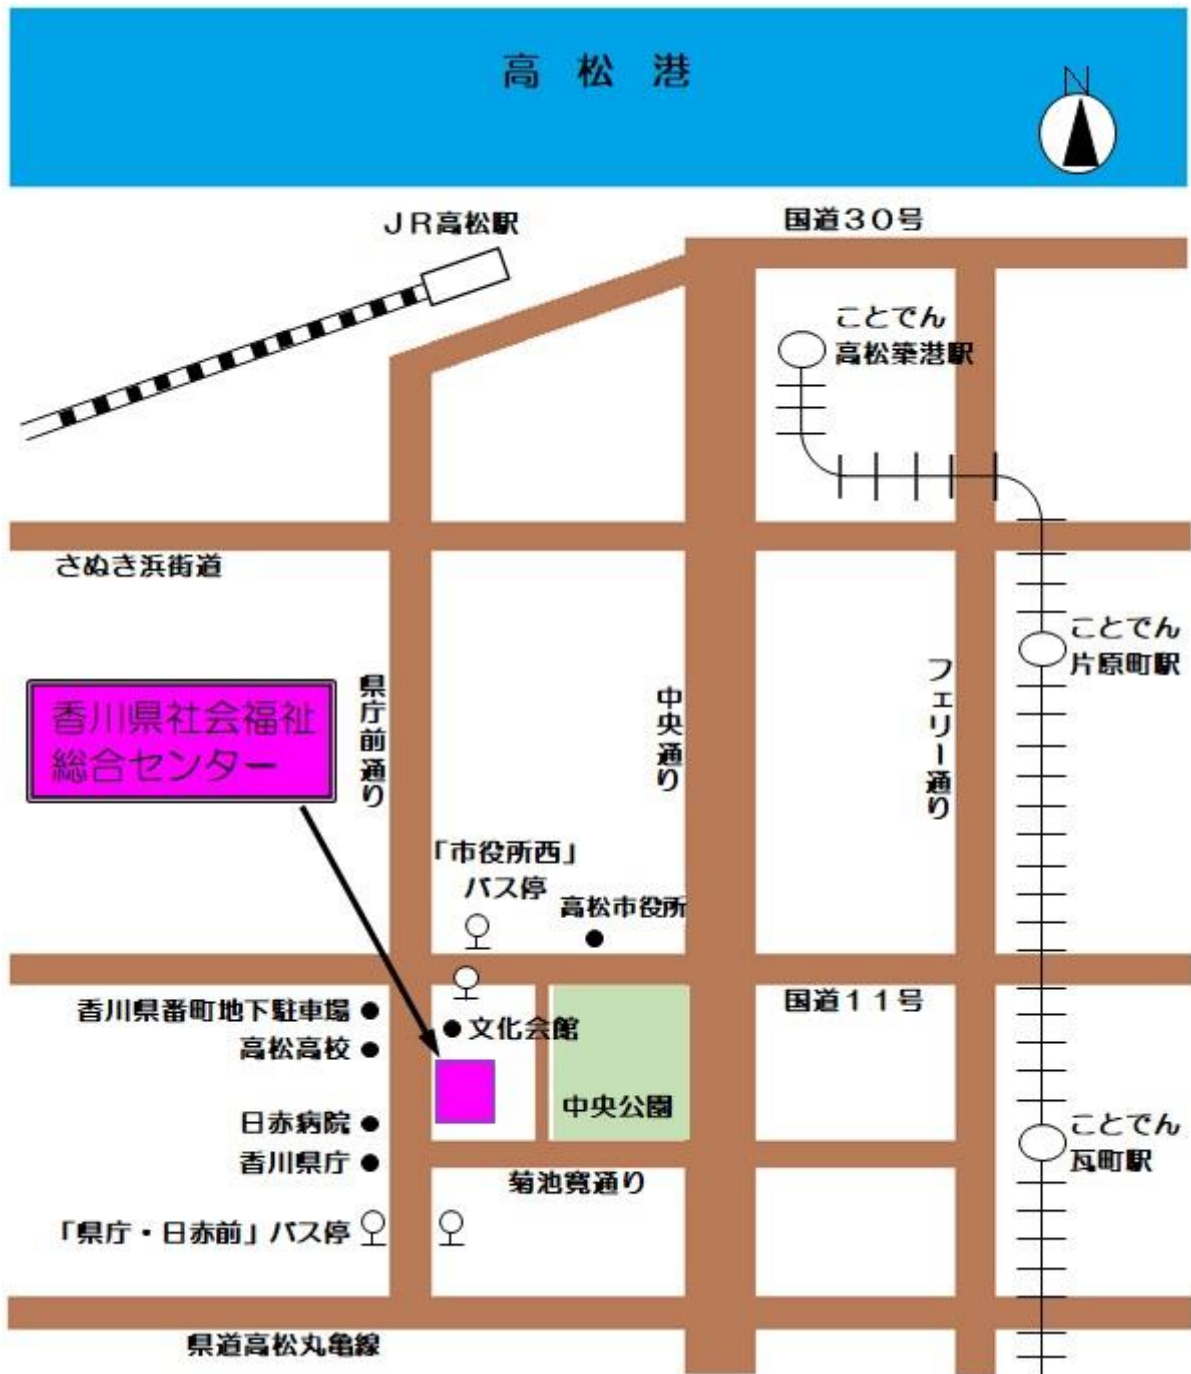 高松港
N
JR高松駅
国道30号
ことでん
高松築港駅
さぬき浜街道
ことでん
片原町駅
香川県社会福祉
総合センター
県庁前通り
中央通り
フェリー通り
「市役所西」
バス停
高松市役所
香川県番町地下駐車場
文化会館
国道11号
高松高校
中央公園
日赤病院
香川県庁
ことでん
瓦町駅
菊池寛通り
「県庁・日赤前」バス停
県道高松丸亀線